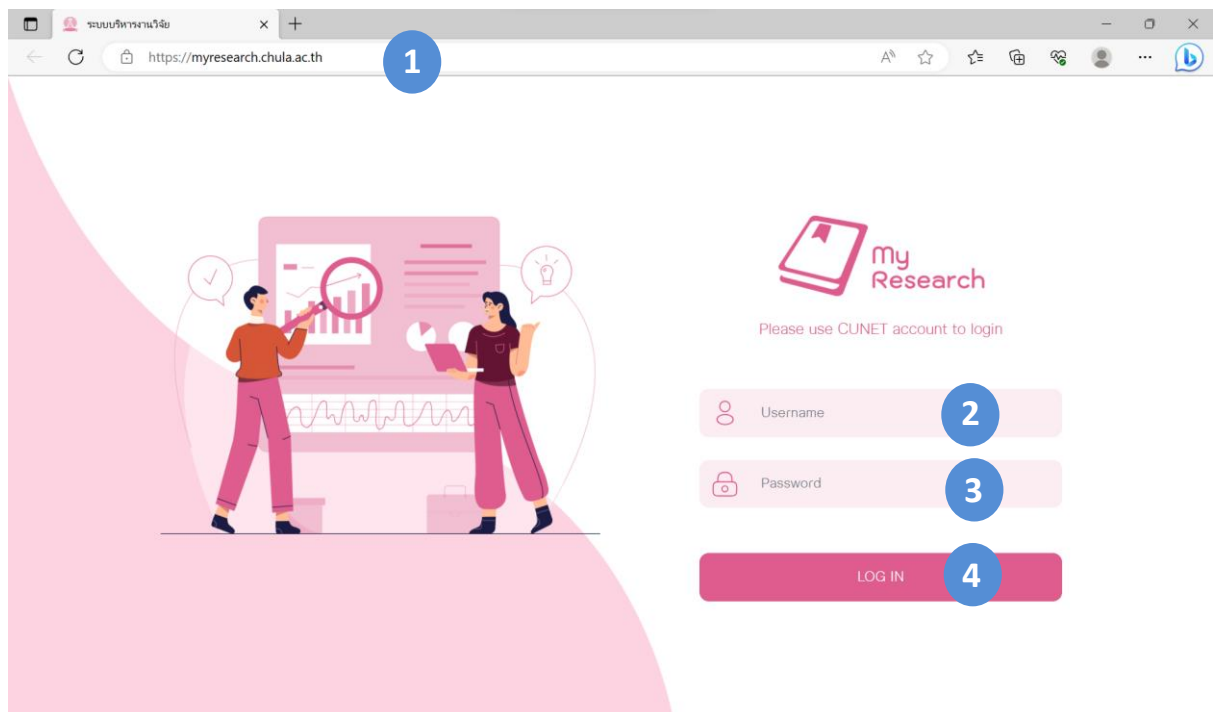 ระบบบริหารงานวิจัย
https://myresearch.chula.ac.th
1
My
Research
Please use CUNET account to login
Username
2
Password
3
LOG IN
4